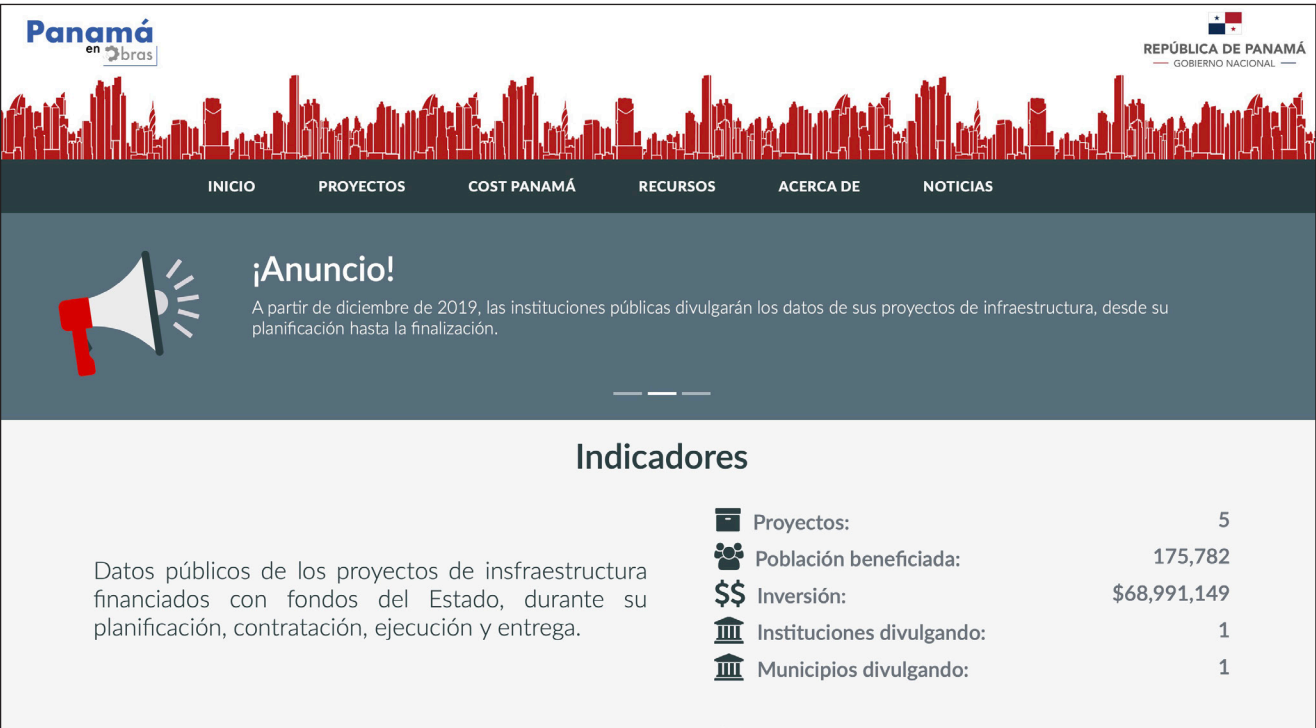 Panamá
en Obras
REPÚBLICA DE PANAMÁ
GOBIERNO NACIONAL
INICIO PROYECTOS COST PANAMÁ RECURSOS ACERCA DE NOTICIAS
¡Anuncio!
A partir de diciembre de 2019, las instituciones públicas divulgarán los datos de sus proyectos de infraestructura, desde su
planificación hasta la finalización.
Indicadores
Datos públicos de los proyectos de insfraestructura
financiados con fondos del Estado, durante su
planificación, contratación, ejecución y entrega.
Proyectos: 5
Población beneficiada: 175,782
$$ Inversión: $68,991,149
Instituciones divulgando: 1
Municipios divulgando: 1